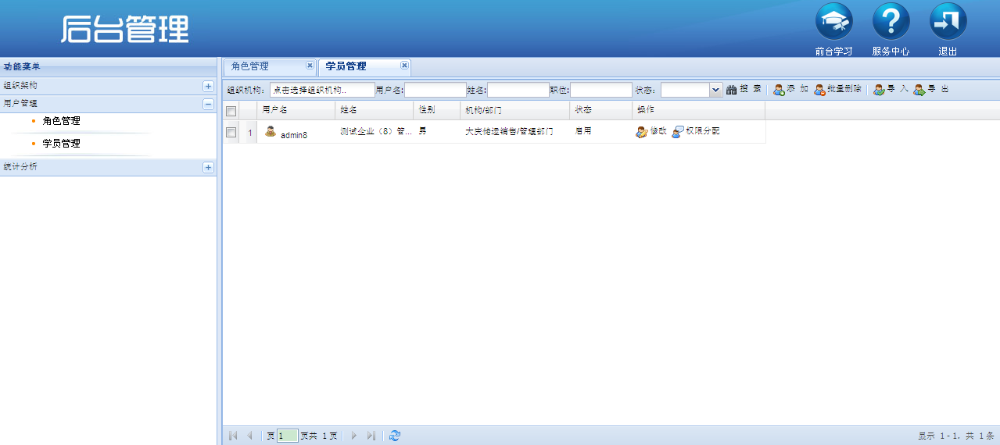 后台管理
前台学习 服务中心 退出
功能菜单
组织架构
用户管理
角色管理
学员管理
统计分析
角色管理 学员管理
组织机构: 点击选择组织机构.. 用户名: 姓名: 职位: 状态: 搜 索 添 加 批量删除 导 入 导 出
用户名 姓名 性别 机构/部门 状态 操作
1 admin8 测试企业（8）管... 男 大庆储运销售/管理部门 启用 修改 权限分配
页 1 页共 1 页 显示 1 - 1, 共 1 条